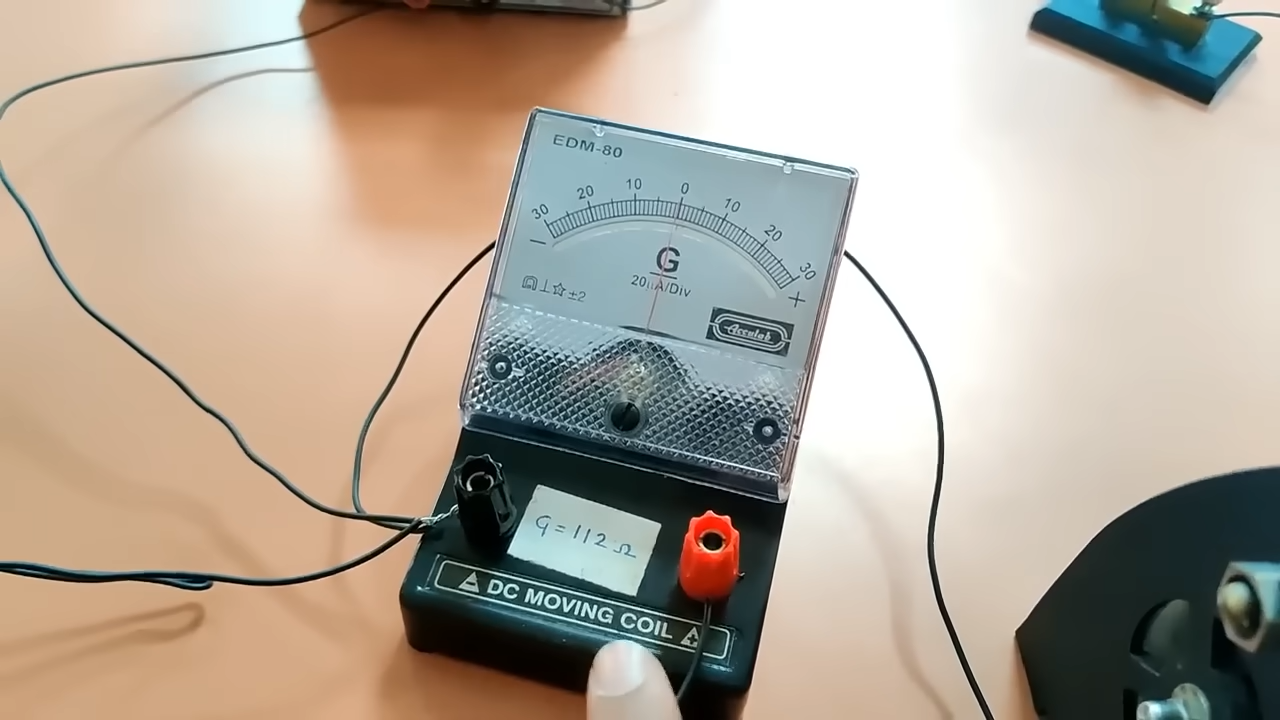 EDM-80
30 20 10 0 10 20 30
− +
G
20µA/Div
±2
Acculab
G = 112 Ω
DC MOVING COIL